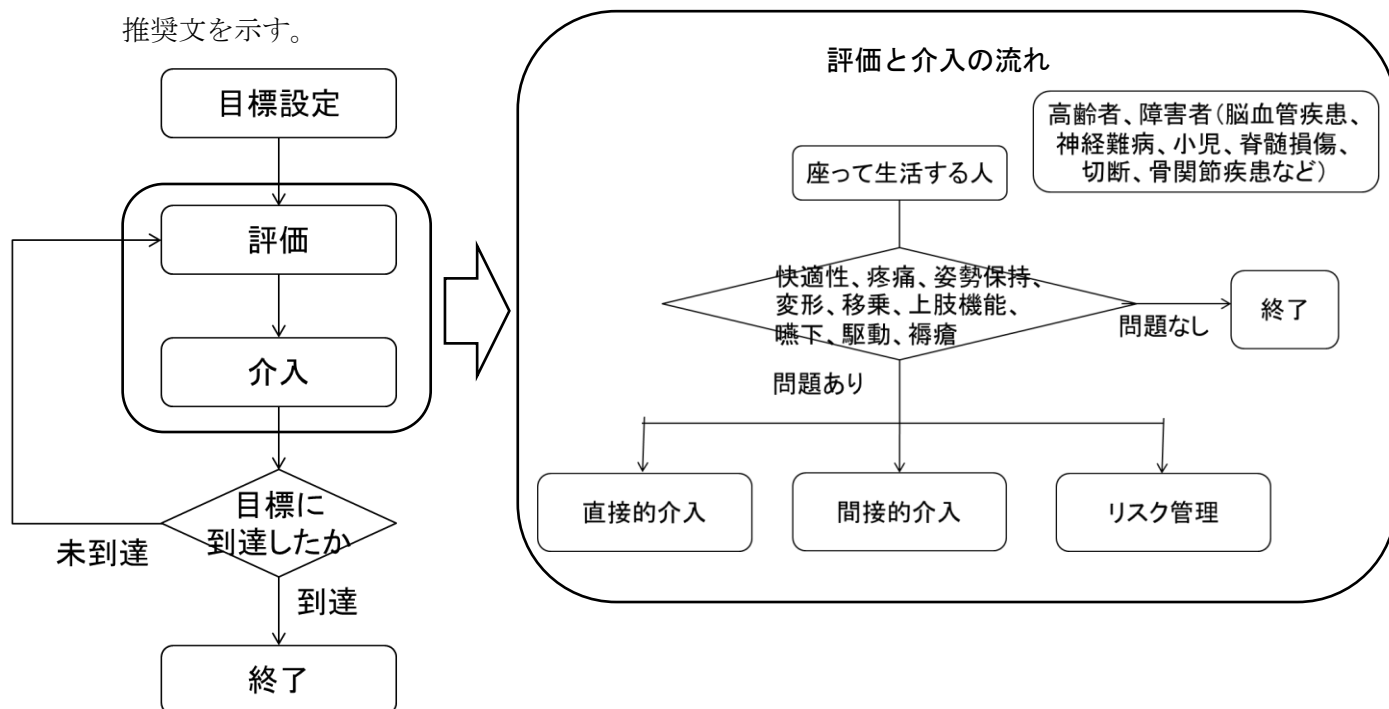 推奨文を示す。
目標設定
評価
介入
目標に
到達したか
未到達
到達
終了
評価と介入の流れ
高齢者、障害者（脳血管疾患、
神経難病、小児、脊髄損傷、
切断、骨関節疾患など）
座って生活する人
快適性、疼痛、姿勢保持、
変形、移乗、上肢機能、
嚥下、駆動、褥瘡
問題なし
終了
問題あり
直接的介入
間接的介入
リスク管理